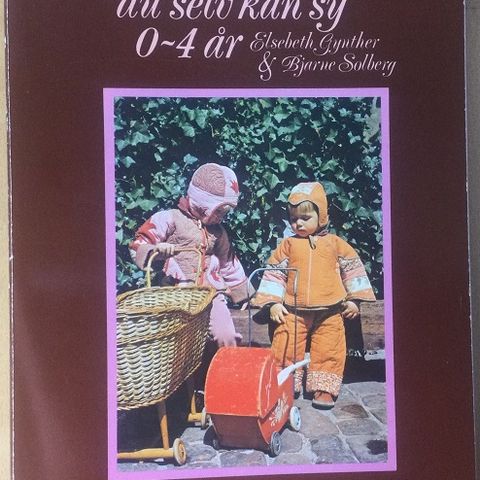 du selv kan sy
0~4 år Elsebeth Gynther
& Bjarne Solberg